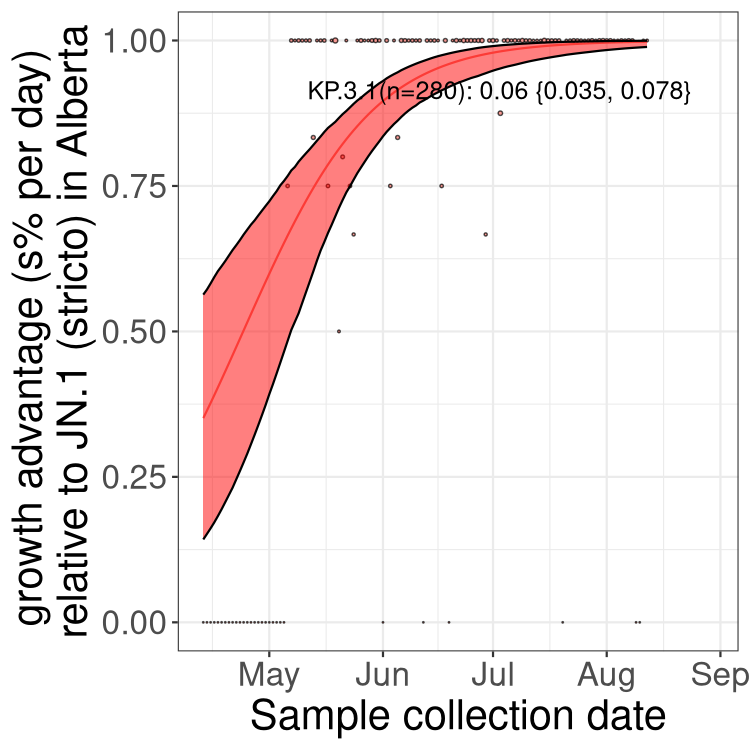 growth advantage (s% per day)
relative to JN.1 (stricto) in Alberta
1.00
0.75
0.50
0.25
0.00
KP.3.1(n=280): 0.06 {0.035, 0.078}
May Jun Jul Aug Sep
Sample collection date